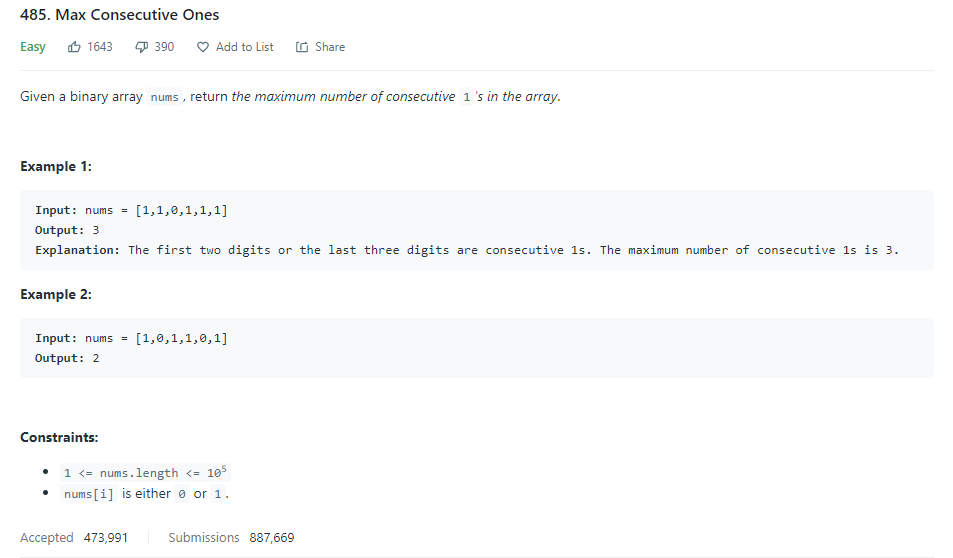 485. Max Consecutive Ones
Easy 1643 390 Add to List Share
Given a binary array nums , return the maximum number of consecutive 1 's in the array.
Example 1:
Input: nums = [1,1,0,1,1,1]
Output: 3
Explanation: The first two digits or the last three digits are consecutive 1s. The maximum number of consecutive 1s is 3.
Example 2:
Input: nums = [1,0,1,1,0,1]
Output: 2
Constraints:
• 1 <= nums.length <= 10⁵
• nums[i] is either 0 or 1 .
Accepted 473,991 Submissions 887,669